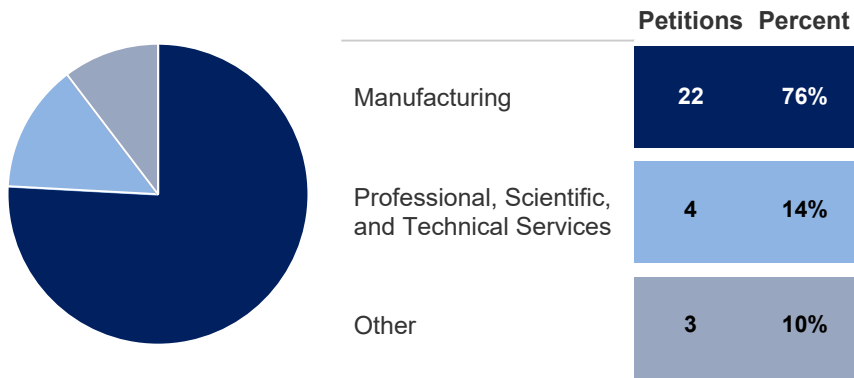 Petitions Percent
Manufacturing 22 76%
Professional, Scientific,
and Technical Services 4 14%
Other 3 10%